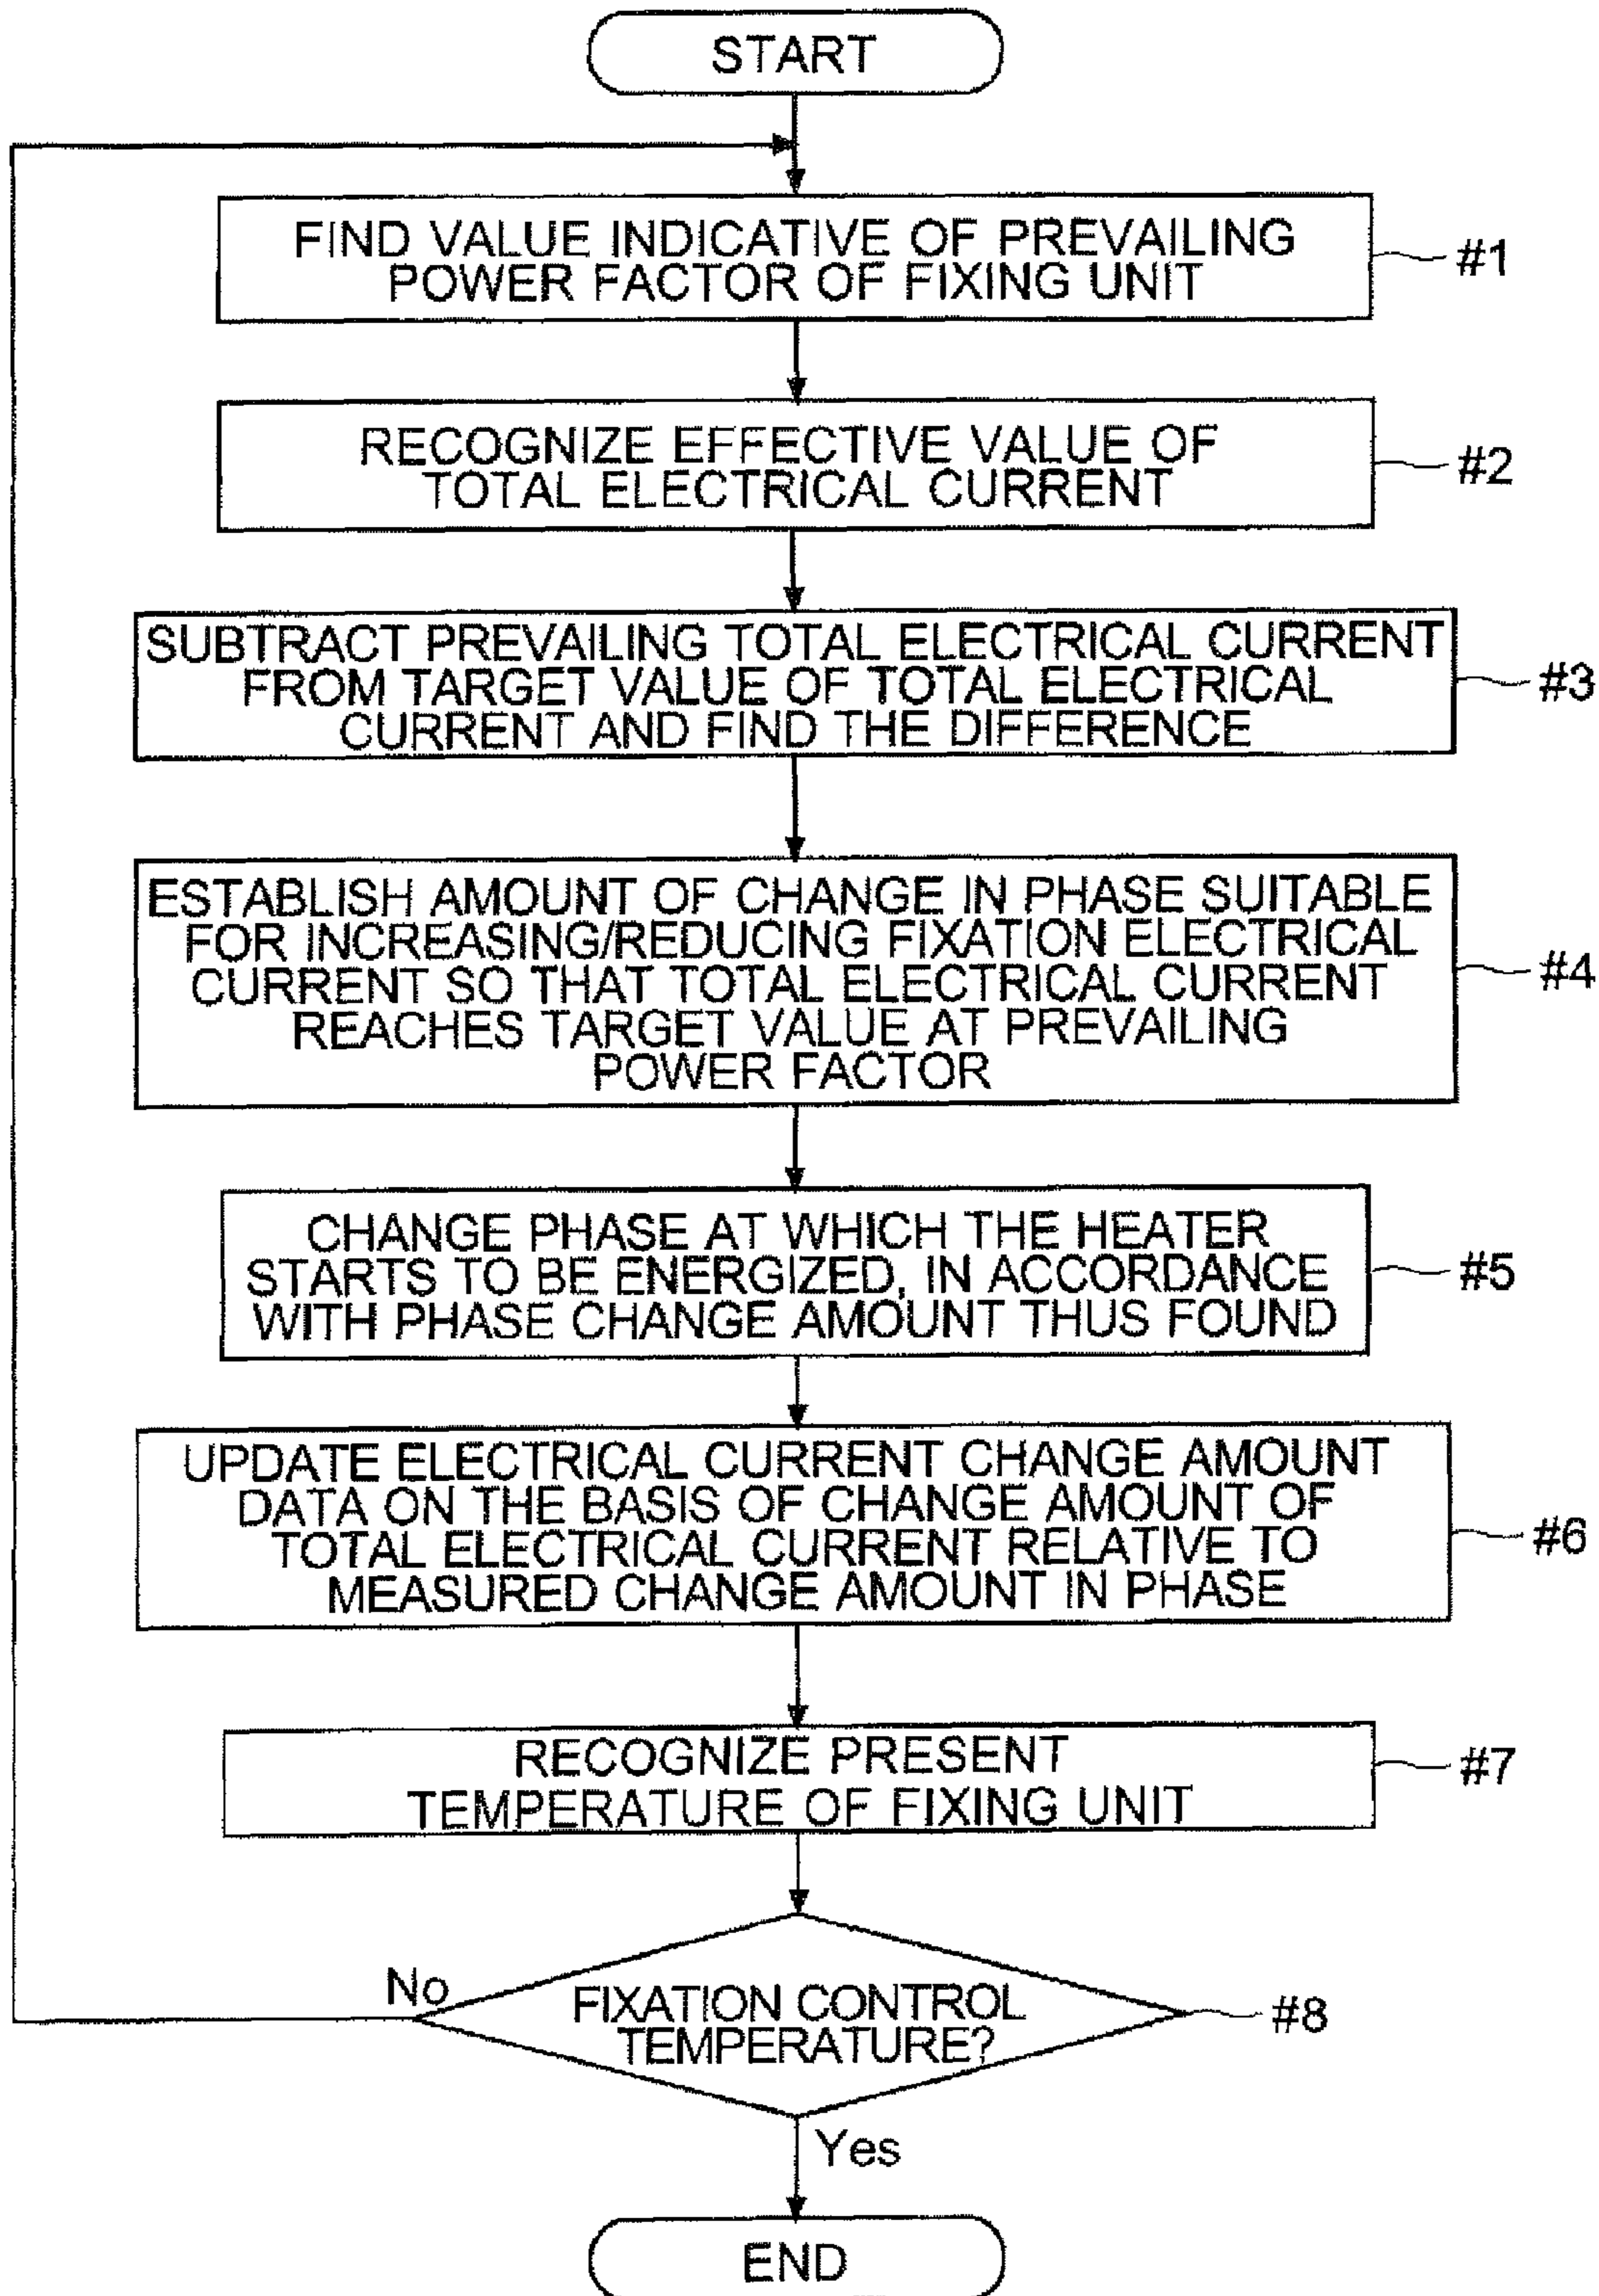 START
FIND VALUE INDICATIVE OF PREVAILING
POWER FACTOR OF FIXING UNIT
#1
RECOGNIZE EFFECTIVE VALUE OF
TOTAL ELECTRICAL CURRENT
#2
SUBTRACT PREVAILING TOTAL ELECTRICAL CURRENT
FROM TARGET VALUE OF TOTAL ELECTRICAL
CURRENT AND FIND THE DIFFERENCE
#3
ESTABLISH AMOUNT OF CHANGE IN PHASE SUITABLE
FOR INCREASING/REDUCING FIXATION ELECTRICAL
CURRENT SO THAT TOTAL ELECTRICAL CURRENT
REACHES TARGET VALUE AT PREVAILING
POWER FACTOR
#4
CHANGE PHASE AT WHICH THE HEATER
STARTS TO BE ENERGIZED, IN ACCORDANCE
WITH PHASE CHANGE AMOUNT THUS FOUND
#5
UPDATE ELECTRICAL CURRENT CHANGE AMOUNT
DATA ON THE BASIS OF CHANGE AMOUNT OF
TOTAL ELECTRICAL CURRENT RELATIVE TO
MEASURED CHANGE AMOUNT IN PHASE
#6
RECOGNIZE PRESENT
TEMPERATURE OF FIXING UNIT
#7
No
FIXATION CONTROL
TEMPERATURE?
#8
Yes
END